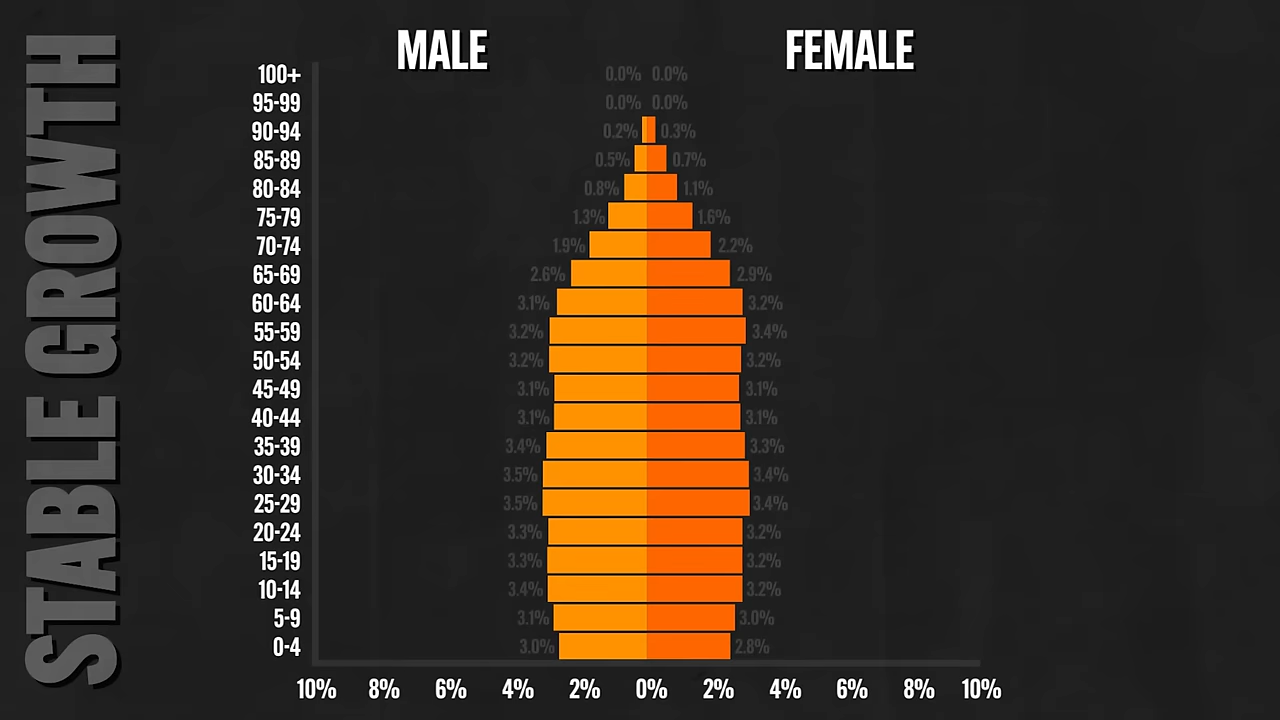 STABLE GROWTH
MALE FEMALE
100+ 0.0% 0.0%
95-99 0.0% 0.0%
90-94 0.2% 0.3%
85-89 0.5% 0.7%
80-84 0.8% 1.1%
75-79 1.3% 1.6%
70-74 1.9% 2.2%
65-69 2.6% 2.9%
60-64 3.1% 3.2%
55-59 3.2% 3.4%
50-54 3.2% 3.2%
45-49 3.1% 3.1%
40-44 3.1% 3.1%
35-39 3.4% 3.3%
30-34 3.5% 3.4%
25-29 3.5% 3.4%
20-24 3.3% 3.2%
15-19 3.3% 3.2%
10-14 3.4% 3.2%
5-9 3.1% 3.0%
0-4 3.0% 2.8%
10% 8% 6% 4% 2% 0% 2% 4% 6% 8% 10%